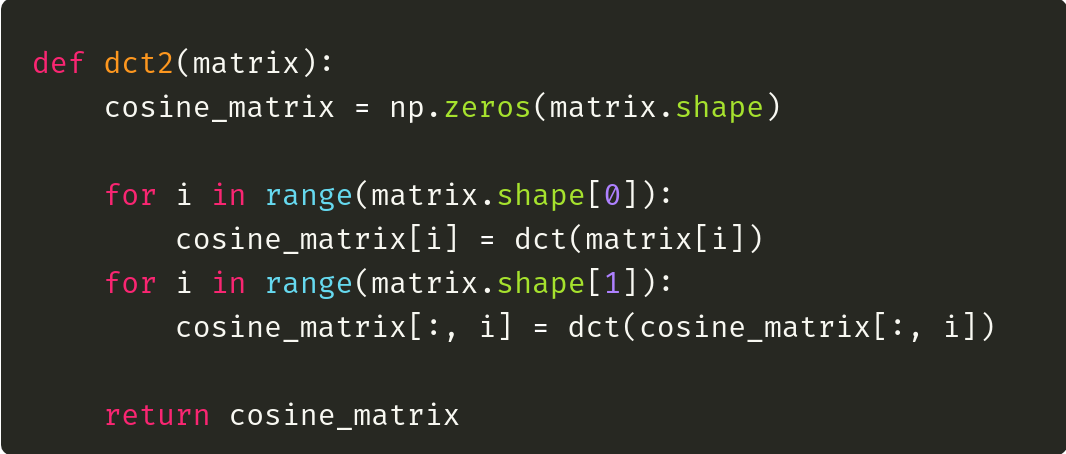 def dct2(matrix):
    cosine_matrix = np.zeros(matrix.shape)
    for i in range(matrix.shape[0]):
        cosine_matrix[i] = dct(matrix[i])
    for i in range(matrix.shape[1]):
        cosine_matrix[:, i] = dct(cosine_matrix[:, i])
    return cosine_matrix